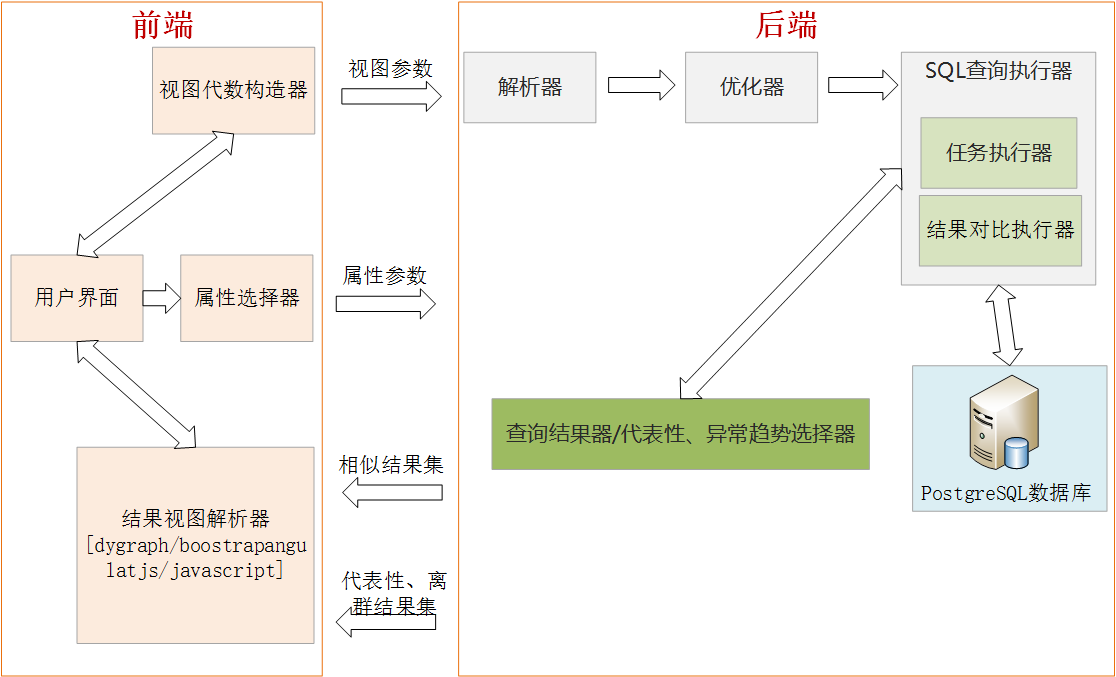 前端
后端
视图代数构造器
视图参数
解析器
优化器
SQL查询执行器
任务执行器
结果对比执行器
用户界面
属性选择器
属性参数
查询结果器/代表性、异常趋势选择器
PostgreSQL数据库
相似结果集
结果视图解析器
[dygraph/boostrapangu
latjs/javascript]
代表性、离
群结果集